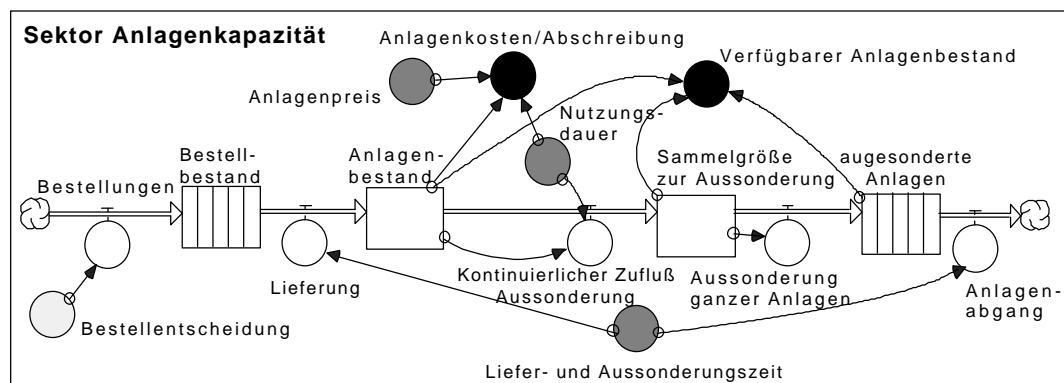 Sektor Anlagenkapazität
Anlagenkosten/Abschreibung
Verfügbarer Anlagenbestand
Anlagenpreis
Nutzungs-
dauer
Bestell-
bestand
Anlagen-
bestand
Sammelgröße
zur Aussonderung
augesonderte
Anlagen
Bestellungen
Lieferung
Kontinuierlicher Zufluß
Aussonderung
Aussonderung
ganzer Anlagen
Anlagen-
abgang
Bestellentscheidung
Liefer- und Aussonderungszeit